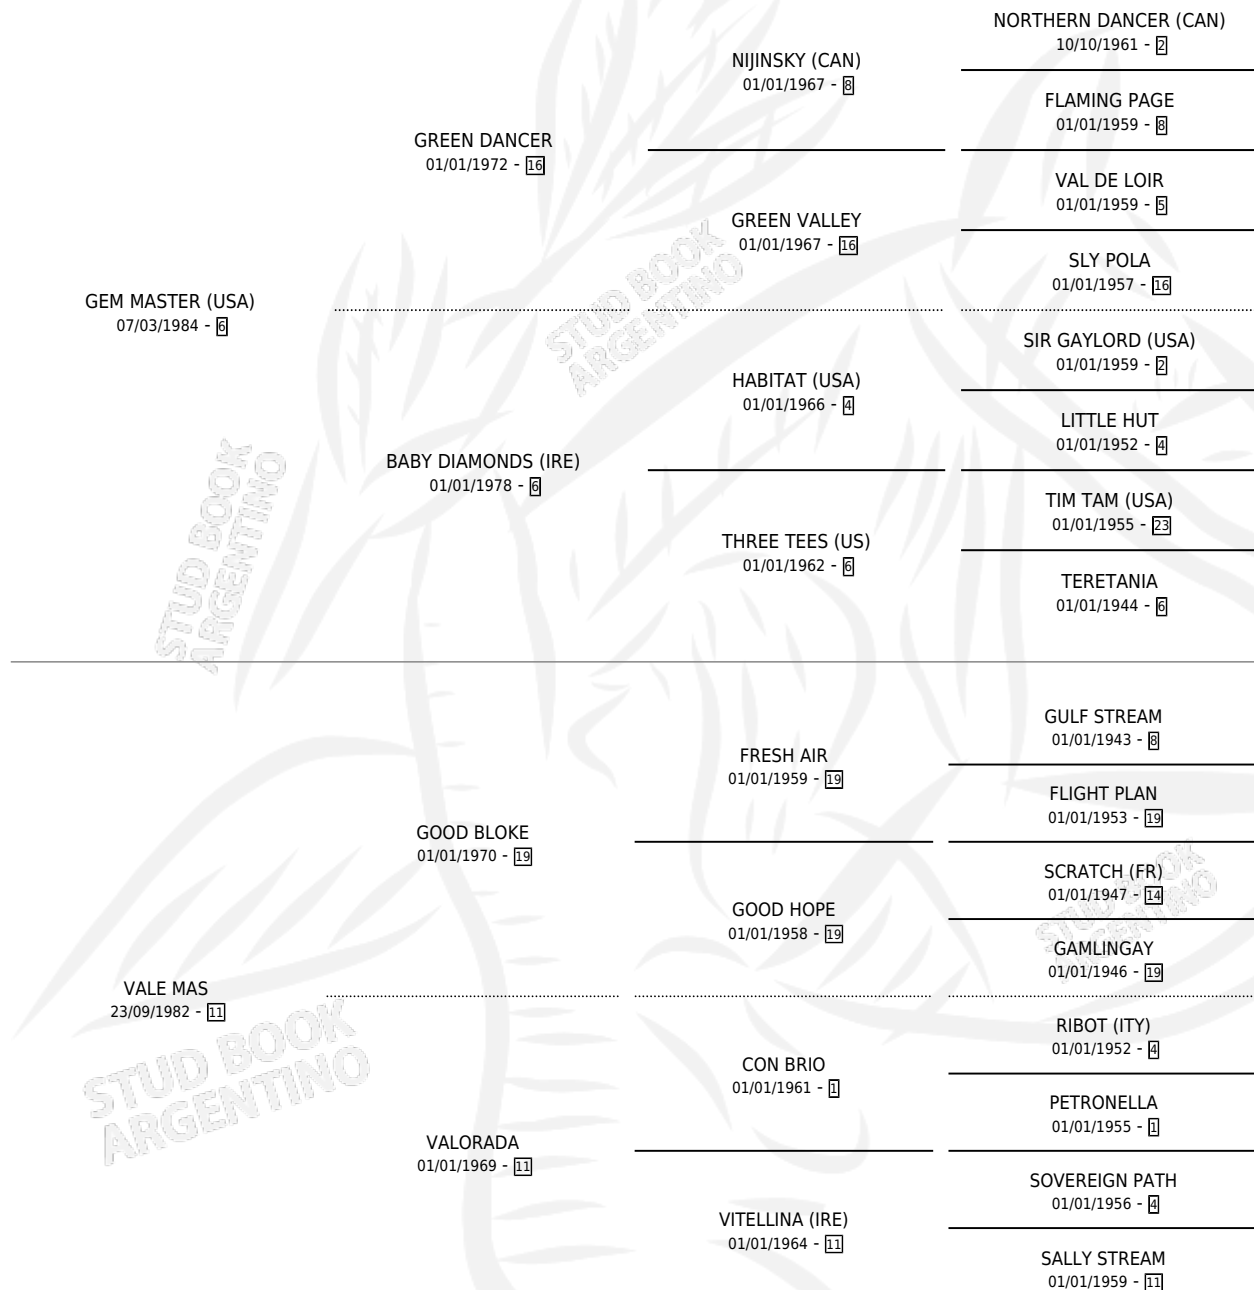 NORTHERN DANCER (CAN)
10/10/1961 - 2
NIJINSKY (CAN)
01/01/1967 - 8
FLAMING PAGE
01/01/1959 - 8
GREEN DANCER
01/01/1972 - 16
VAL DE LOIR
01/01/1959 - 5
GREEN VALLEY
01/01/1967 - 16
SLY POLA
01/01/1957 - 16
GEM MASTER (USA)
07/03/1984 - 6
STUD BOOK
ARGENTINO
SIR GAYLORD (USA)
01/01/1959 - 2
HABITAT (USA)
01/01/1966 - 4
LITTLE HUT
01/01/1952 - 4
BABY DIAMONDS (IRE)
01/01/1978 - 6
TIM TAM (USA)
01/01/1955 - 23
THREE TEES (US)
01/01/1962 - 6
TERETANIA
01/01/1944 - 6
STUD BOOK
ARGENTINO
GULF STREAM
01/01/1943 - 8
FRESH AIR
01/01/1959 - 19
FLIGHT PLAN
01/01/1953 - 19
GOOD BLOKE
01/01/1970 - 19
SCRATCH (FR)
01/01/1947 - 14
GOOD HOPE
01/01/1958 - 19
GAMLINGAY
01/01/1946 - 19
STUD BOOK
ARGENTINO
VALE MAS
23/09/1982 - 11
RIBOT (ITY)
01/01/1952 - 4
CON BRIO
01/01/1961 - 1
PETRONELLA
01/01/1955 - 1
STUD BOOK
ARGENTINO
VALORADA
01/01/1969 - 11
SOVEREIGN PATH
01/01/1956 - 4
VITELLINA (IRE)
01/01/1964 - 11
SALLY STREAM
01/01/1959 - 11